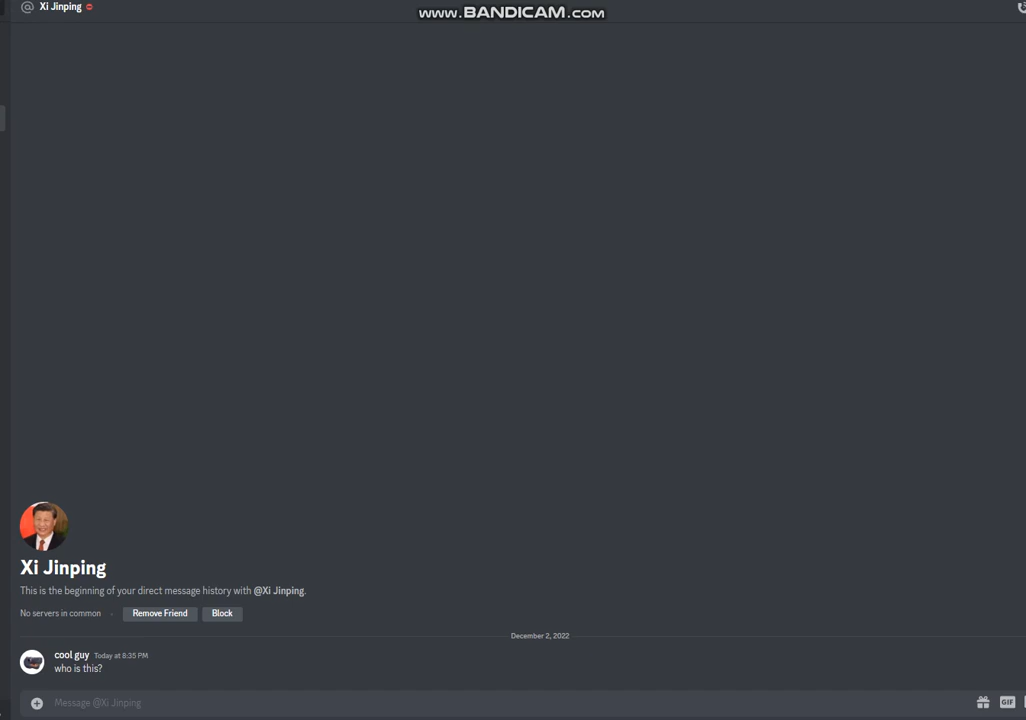 Xi Jinping
www.BANDICAM.com
Xi Jinping
This is the beginning of your direct message history with @Xi Jinping.
No servers in common
Remove Friend
Block
December 2, 2022
cool guy Today at 8:35 PM
who is this?
Message @Xi Jinping
GIF